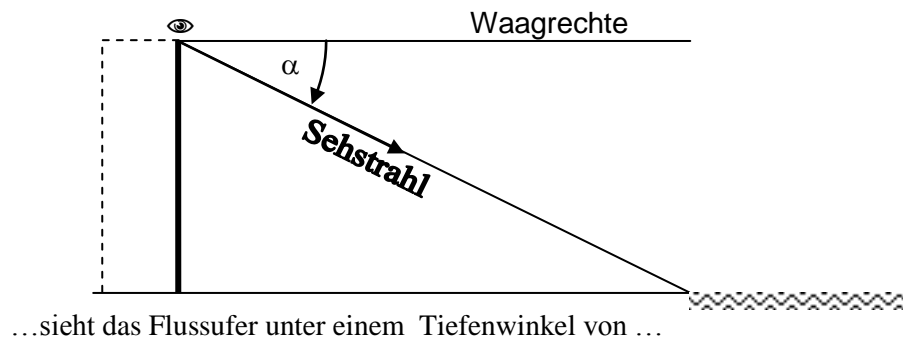 Waagrechte
α
Sehstrahl
…sieht das Flussufer unter einem Tiefenwinkel von …